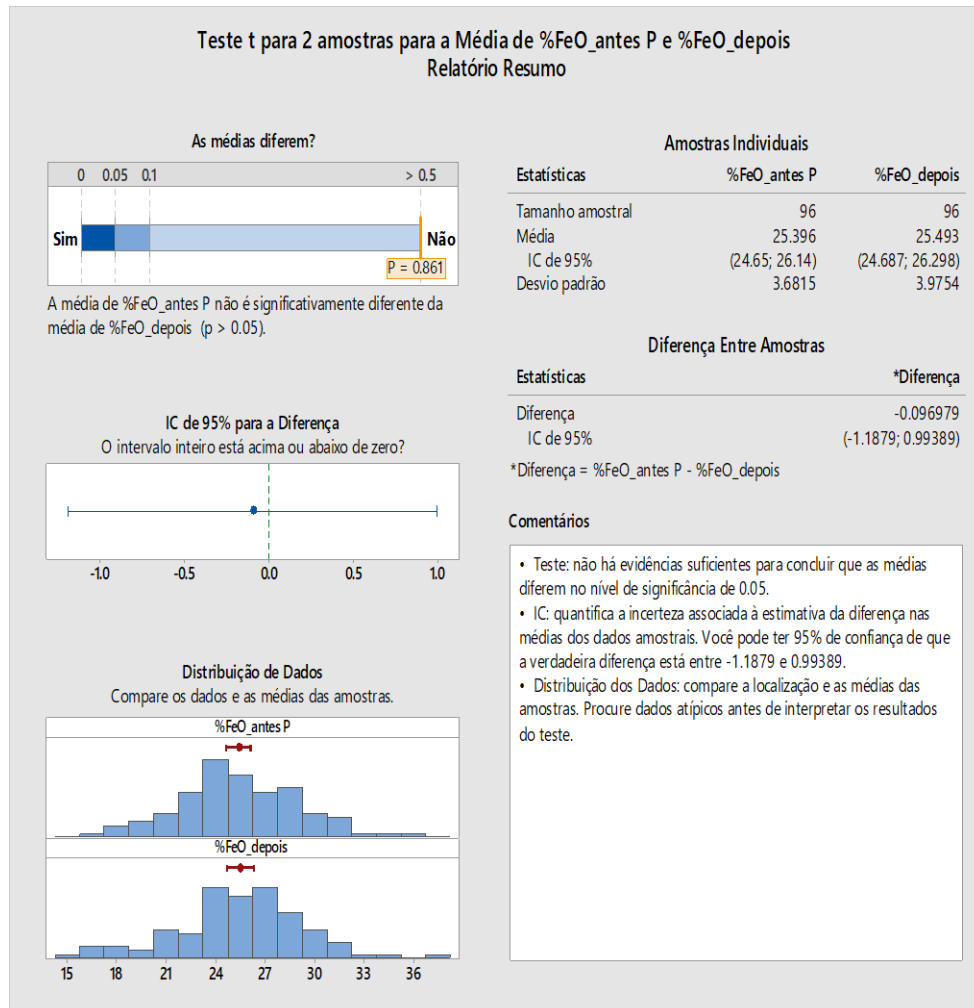 Teste t para 2 amostras para a Média de %FeO_antes P e %FeO_depois
Relatório Resumo
As médias diferem?
0 0.05 0.1 > 0.5
Sim Não
P = 0.861
A média de %FeO_antes P não é significativamente diferente da
média de %FeO_depois (p > 0.05).
IC de 95% para a Diferença
O intervalo inteiro está acima ou abaixo de zero?
-1.0 -0.5 0.0 0.5 1.0
Distribuição de Dados
Compare os dados e as médias das amostras.
%FeO_antes P
%FeO_depois
15 18 21 24 27 30 33 36
Amostras Individuais
Estatísticas %FeO_antes P %FeO_depois
Tamanho amostral 96 96
Média 25.396 25.493
IC de 95% (24.65; 26.14) (24.687; 26.298)
Desvio padrão 3.6815 3.9754
Diferença Entre Amostras
Estatísticas *Diferença
Diferença -0.096979
IC de 95% (-1.1879; 0.99389)
*Diferença = %FeO_antes P - %FeO_depois
Comentários
• Teste: não há evidências suficientes para concluir que as médias
diferem no nível de significância de 0.05.
• IC: quantifica a incerteza associada à estimativa da diferença nas
médias dos dados amostrais. Você pode ter 95% de confiança de que
a verdadeira diferença está entre -1.1879 e 0.99389.
• Distribuição dos Dados: compare a localização e as médias das
amostras. Procure dados atípicos antes de interpretar os resultados
do teste.